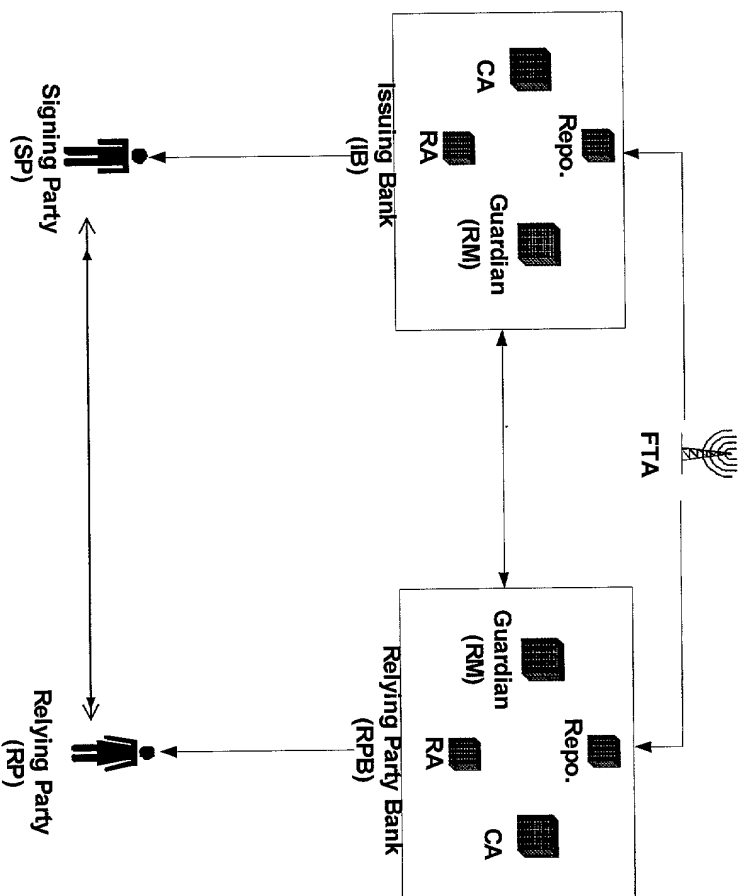 FTA
Repo.
CA
Guardian
(RM)
RA
Issuing Bank
(IB)
Repo.
Guardian
(RM)
CA
RA
Relying Party Bank
(RPB)
Signing Party
(SP)
Relying Party
(RP)